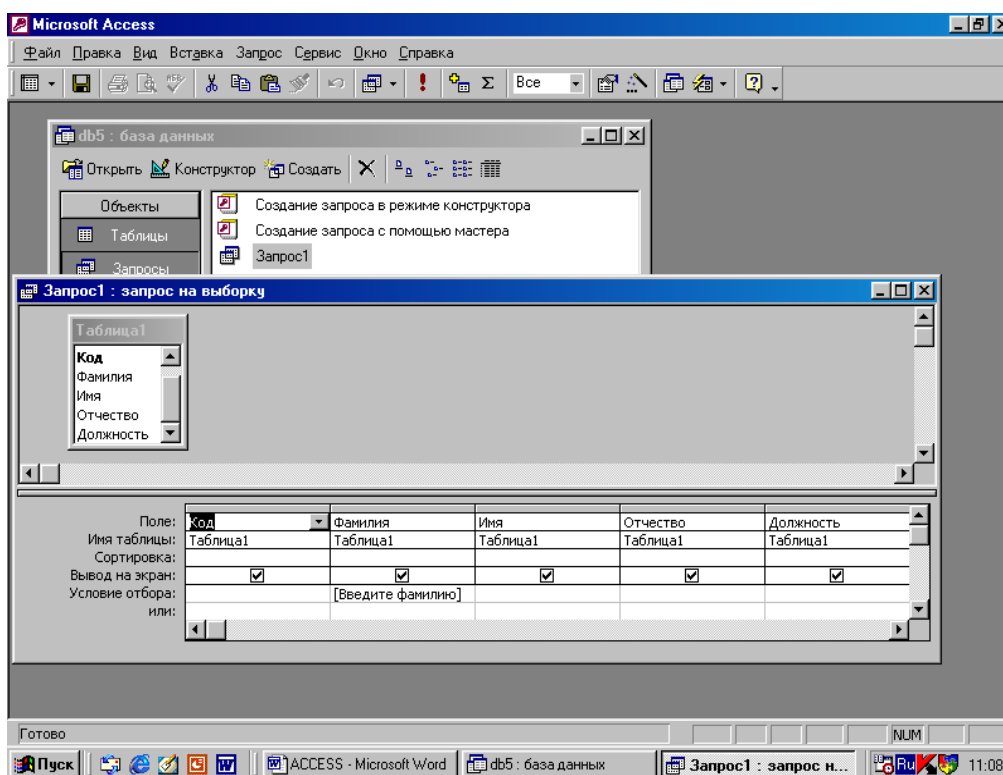 Microsoft Access
Файл Правка Вид Вставка Запрос Сервис Окно Справка
Все
db5 : база данных
Открыть Конструктор Создать
Объекты
Таблицы
Запросы
Создание запроса в режиме конструктора
Создание запроса с помощью мастера
Запрос1
Запрос1 : запрос на выборку
Таблица1
Код
Фамилия
Имя
Отчество
Должность
Поле: Код Фамилия Имя Отчество Должность
Имя таблицы: Таблица1 Таблица1 Таблица1 Таблица1 Таблица1
Сортировка:
Вывод на экран:
Условие отбора: [Введите фамилию]
или:
Готово
NUM
Пуск ACCESS - Microsoft Word db5 : база данных Запрос1 : запрос н... Ru 11:08